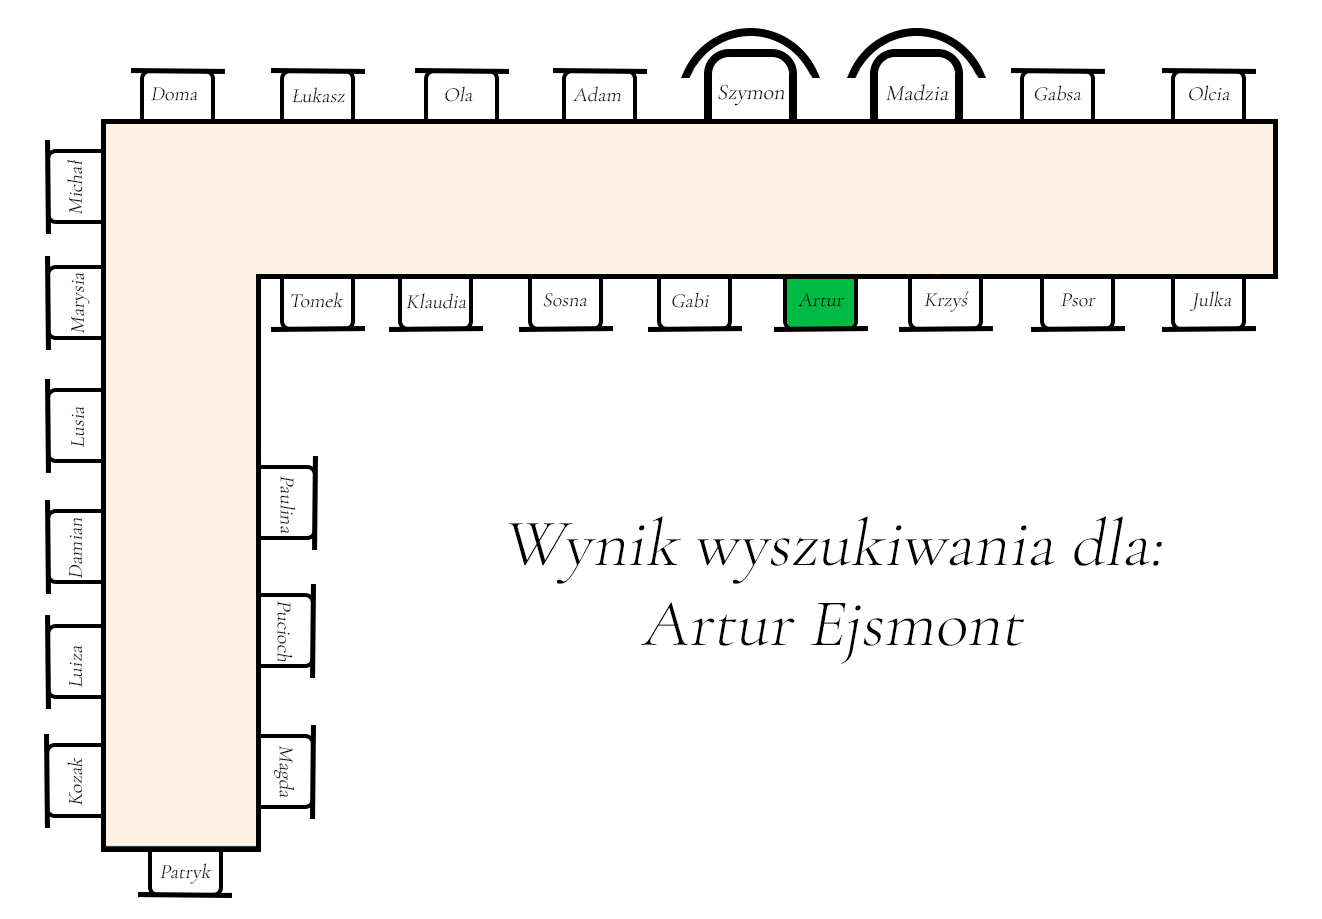 Doma
Łukasz
Ola
Adam
Szymon
Madzia
Gabsa
Olcia
Michał
Marysia
Lusia
Damian
Luiza
Kozak
Tomek
Klaudia
Sosna
Gabi
Artur
Krzyś
Psor
Julka
Paulina
Pucioch
Magda
Patryk
Wynik wyszukiwania dla:
Artur Ejsmont